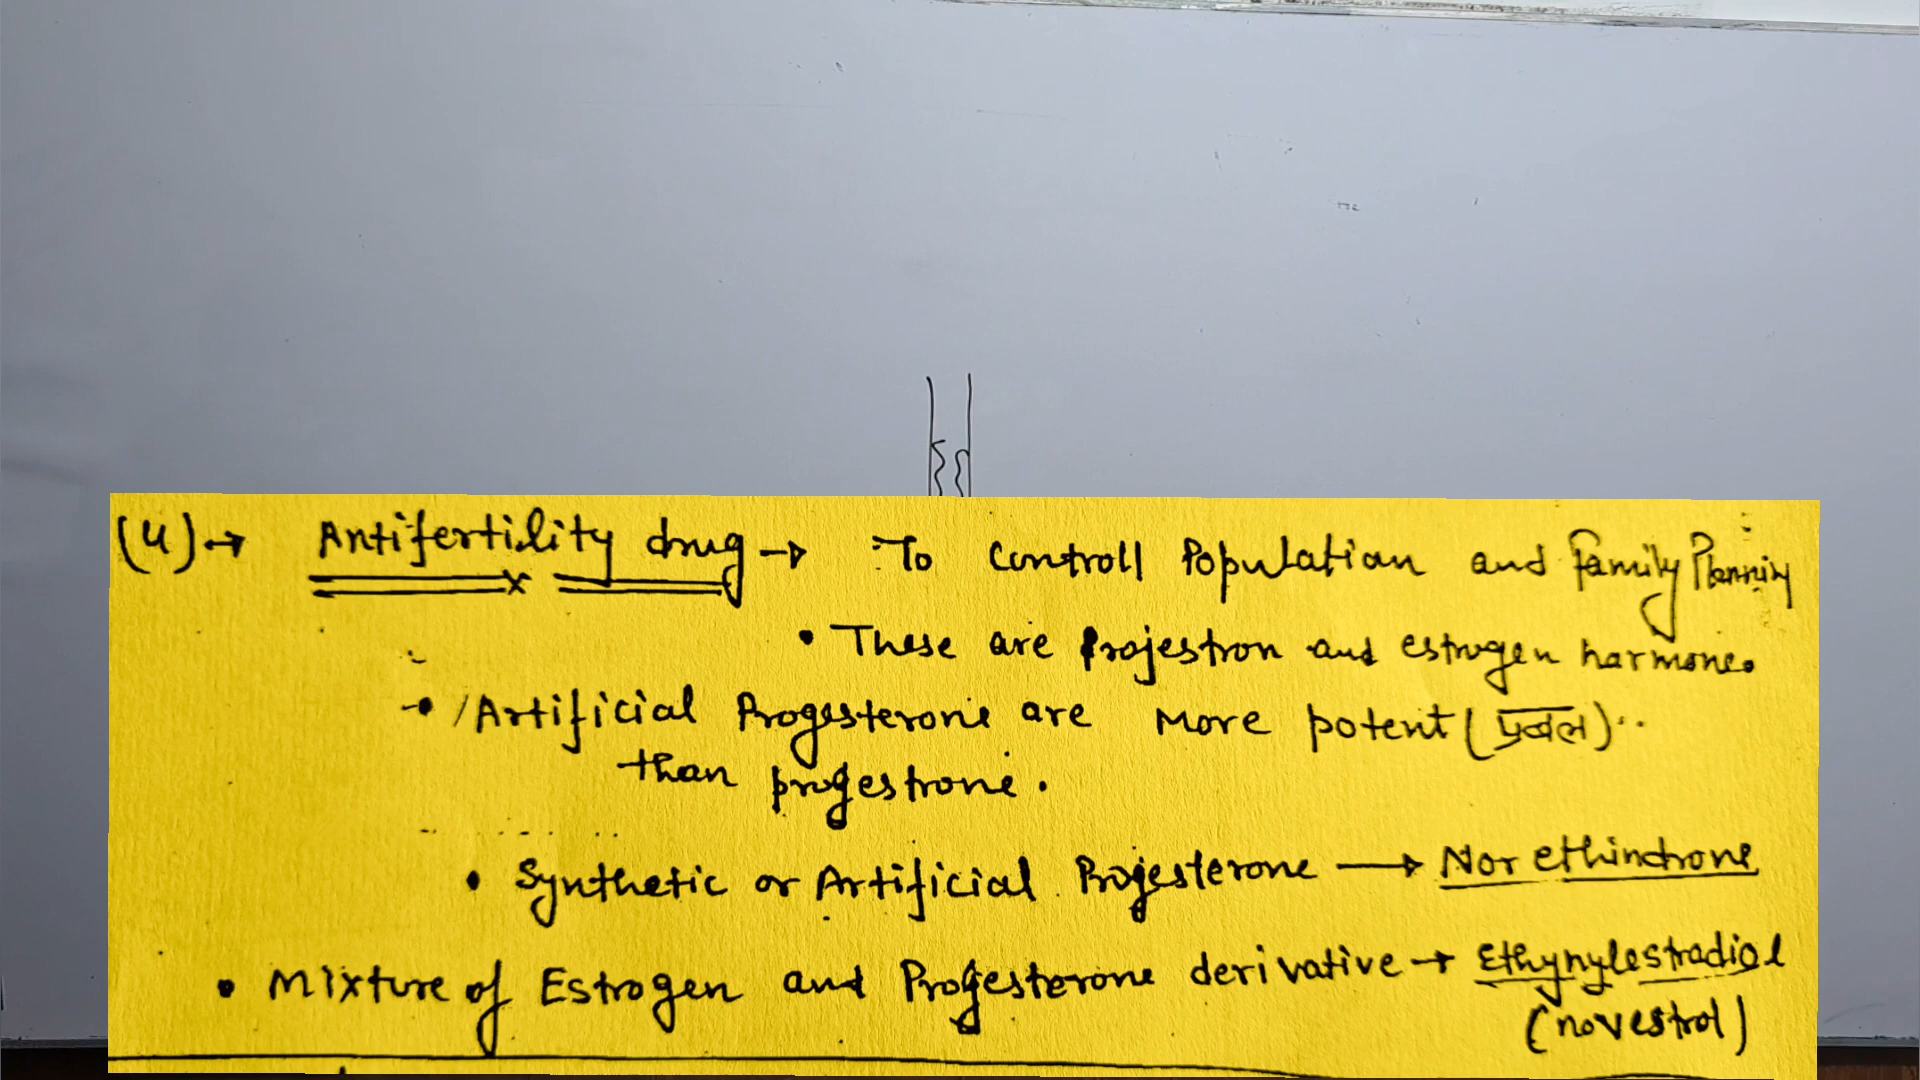 (4)→ Antifertility drug → To Controll Population and family Planning
• These are Projestron and estrogen harmone.
→ Artificial Progesterone are more potent (प्रबल)..
than progestrone.
• Synthetic or Artificial Projesterone → Nor ethindrone
• Mixture of Estrogen and Progesterone derivative → Ethynylestradiol
(novestrol)